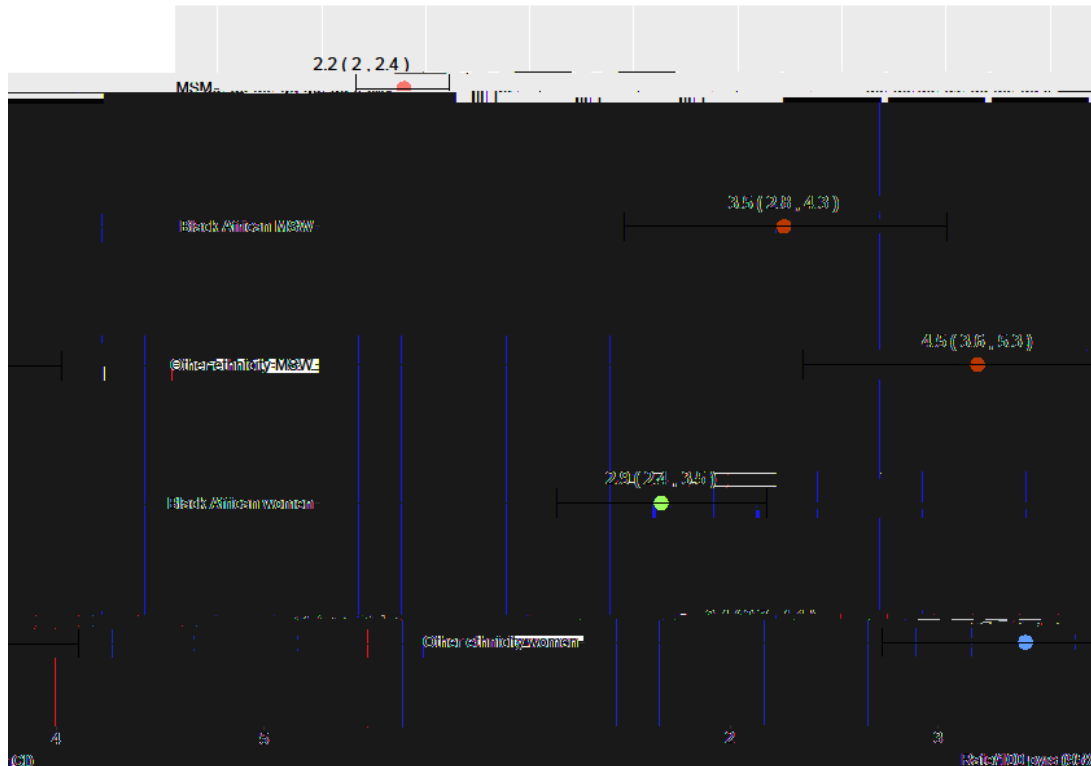 2.2 ( 2 , 2.4 )
MSM
3.5 ( 2.8 , 4.3 )
Black African MSW
4.5 ( 3.6 , 5.3 )
Other ethnicity MSW
2.9 ( 2.4 , 3.5 )
Black African women
Other ethnicity women
4 5 2 3
CI)